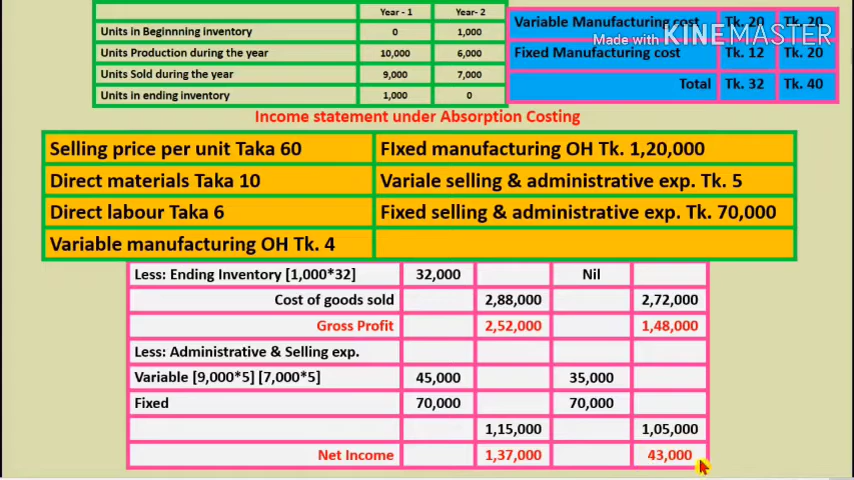 Year - 1 Year- 2
Units in Beginnning inventory 0 1,000
Units Production during the year 10,000 6,000
Units Sold during the year 9,000 7,000
Units in ending inventory 1,000 0
Variable Manufacturing cost Tk. 20 Tk. 20
Made with KINEMASTER
Fixed Manufacturing cost Tk. 12 Tk. 20
Total Tk. 32 Tk. 40
Income statement under Absorption Costing
Selling price per unit Taka 60 FIxed manufacturing OH Tk. 1,20,000
Direct materials Taka 10 Variale selling & administrative exp. Tk. 5
Direct labour Taka 6 Fixed selling & administrative exp. Tk. 70,000
Variable manufacturing OH Tk. 4
Less: Ending Inventory [1,000*32] 32,000 Nil
Cost of goods sold 2,88,000 2,72,000
Gross Profit 2,52,000 1,48,000
Less: Administrative & Selling exp.
Variable [9,000*5] [7,000*5] 45,000 35,000
Fixed 70,000 70,000
1,15,000 1,05,000
Net Income 1,37,000 43,000